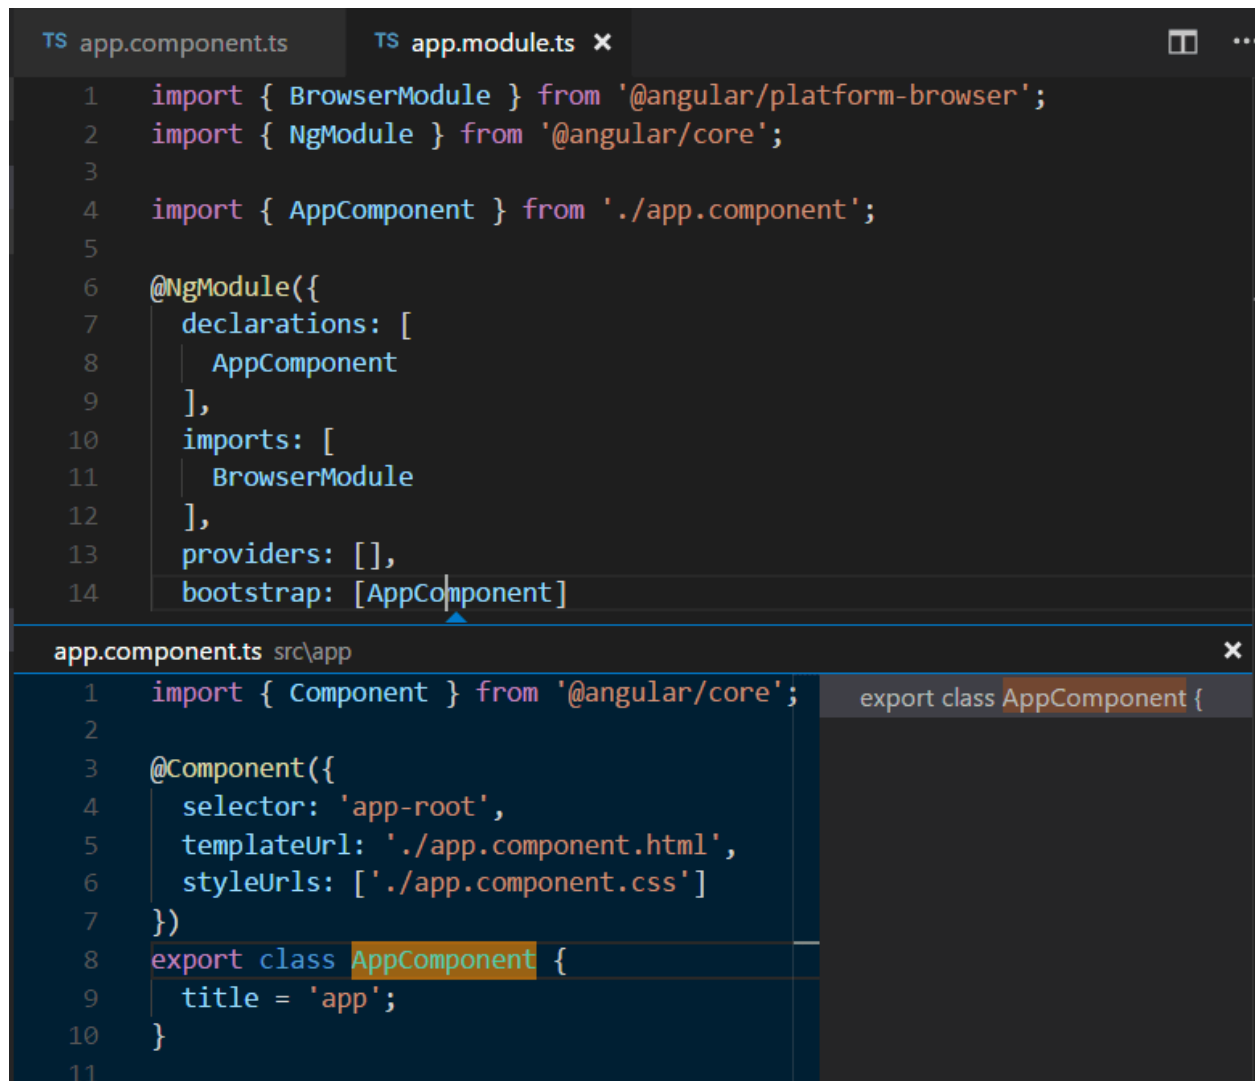 TS app.component.ts TS app.module.ts ×
1 import { BrowserModule } from '@angular/platform-browser';
2 import { NgModule } from '@angular/core';
3
4 import { AppComponent } from './app.component';
5
6 @NgModule({
7   declarations: [
8     AppComponent
9   ],
10   imports: [
11     BrowserModule
12   ],
13   providers: [],
14   bootstrap: [AppComponent]
app.component.ts src\app ×
1 import { Component } from '@angular/core';
2
3 @Component({
4   selector: 'app-root',
5   templateUrl: './app.component.html',
6   styleUrls: ['./app.component.css']
7 })
8 export class AppComponent {
9   title = 'app';
10 }
11
export class AppComponent {